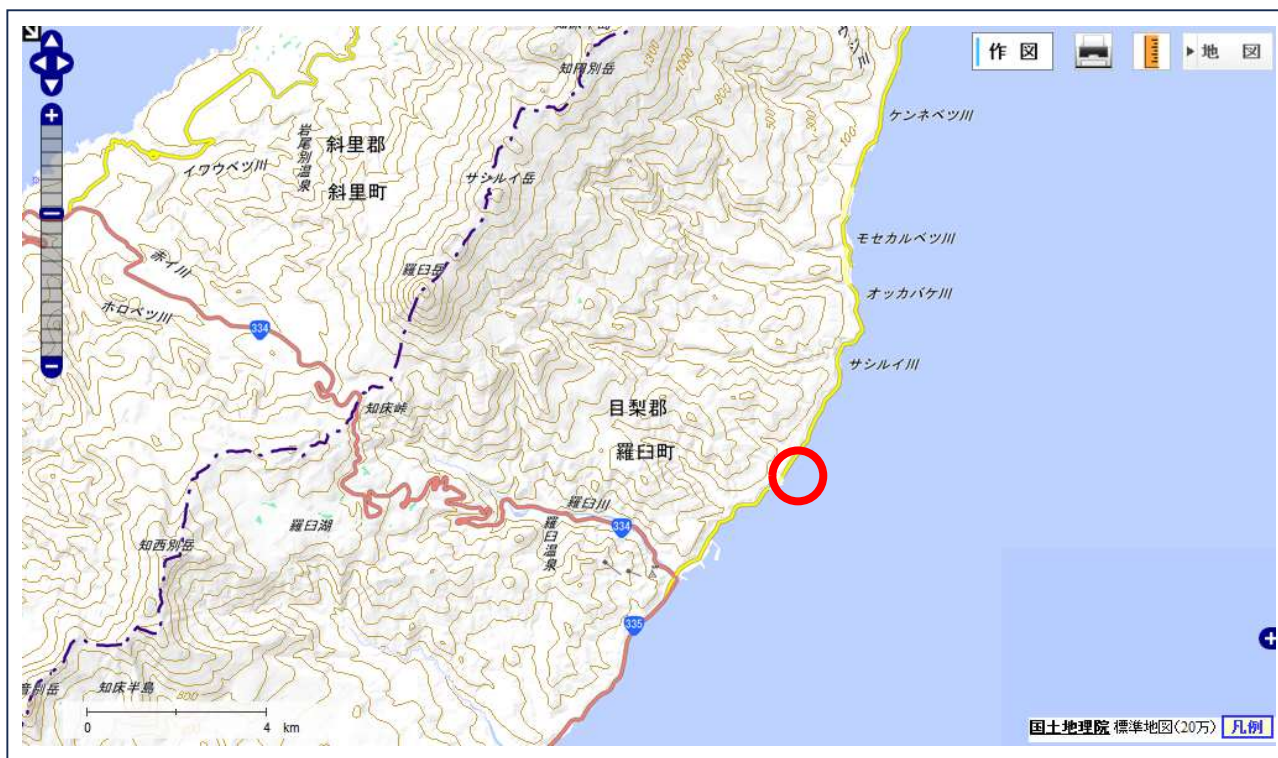 作 図
地 図
知円別岳
1300
1000
800
500
300
100
ケンネベツ川
岩尾別温泉
斜里郡
イワウベツ川
サシルイ岳
斜里町
モセカルベツ川
赤イ川
羅臼岳
オッカバケ川
ホロベツ川
334
サシルイ川
知床峠
目梨郡
羅臼町
羅臼川
334
羅臼湖
羅臼温泉
知西別岳
335
知床半島
800
0 4 km
国土地理院 標準地図(20万) 凡例